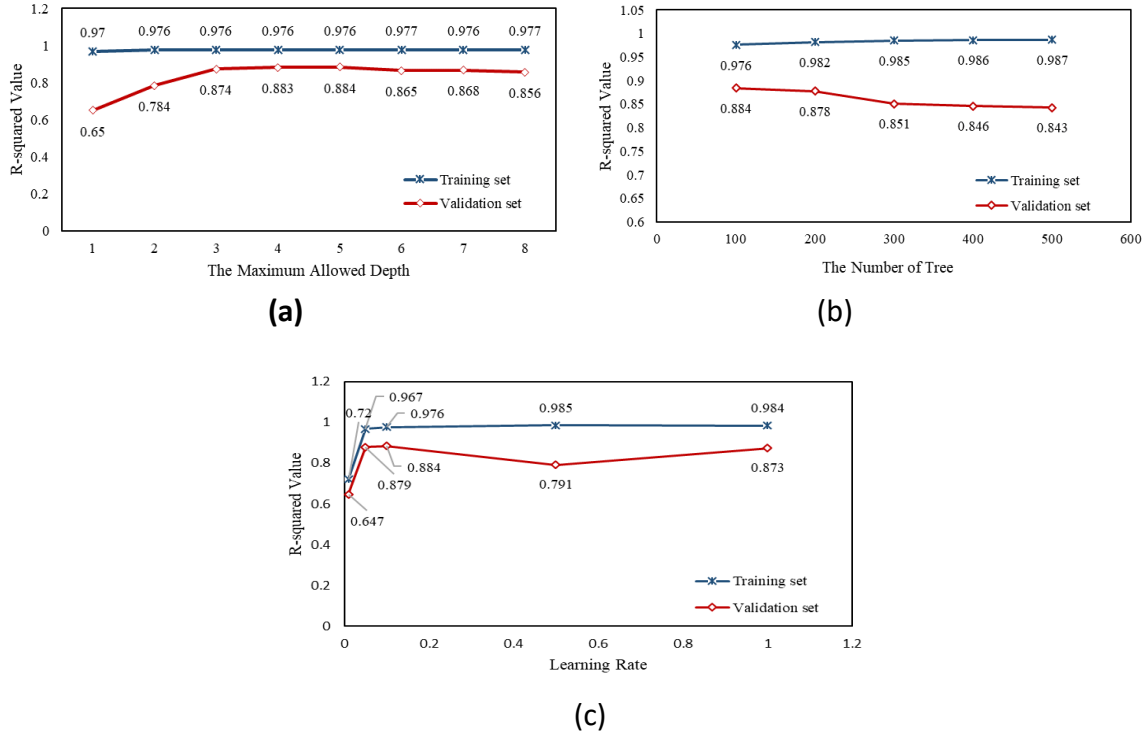 1.2
1
0.8
0.6
0.4
0.2
0
R-squared Value
0.97 0.976 0.976 0.976 0.976 0.977 0.976 0.977
0.65 0.784 0.874 0.883 0.884 0.865 0.868 0.856
Training set
Validation set
1 2 3 4 5 6 7 8
The Maximum Allowed Depth
(a)
1.05
1
0.95
0.9
0.85
0.8
0.75
0.7
0.65
0.6
R-squared Value
0.976 0.982 0.985 0.986 0.987
0.884 0.878 0.851 0.846 0.843
Training set
Validation set
0 100 200 300 400 500 600
The Number of Tree
(b)
1.2
1
0.8
0.6
0.4
0.2
0
R-squared Value
0.72 0.967 0.976 0.985 0.984
0.647 0.879 0.884 0.791 0.873
Training set
Validation set
0 0.2 0.4 0.6 0.8 1 1.2
Learning Rate
(c)